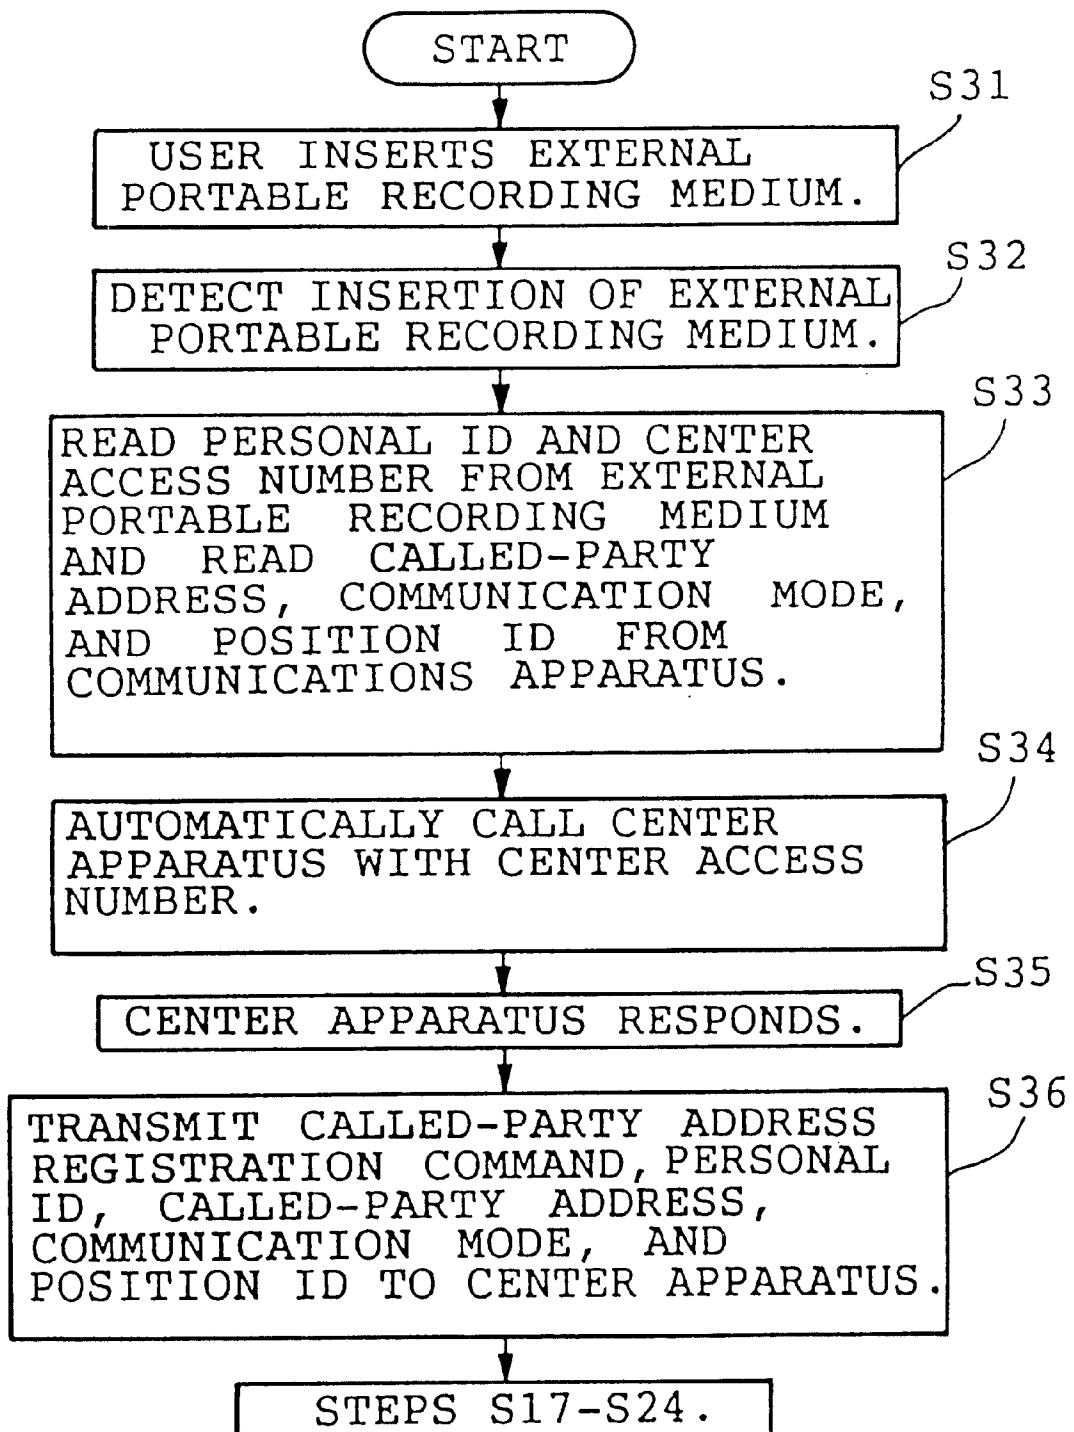 START
S31
USER INSERTS EXTERNAL
PORTABLE RECORDING MEDIUM.
S32
DETECT INSERTION OF EXTERNAL
PORTABLE RECORDING MEDIUM.
S33
READ PERSONAL ID AND CENTER
ACCESS NUMBER FROM EXTERNAL
PORTABLE RECORDING MEDIUM
AND READ CALLED-PARTY
ADDRESS, COMMUNICATION MODE,
AND POSITION ID FROM
COMMUNICATIONS APPARATUS.
S34
AUTOMATICALLY CALL CENTER
APPARATUS WITH CENTER ACCESS
NUMBER.
S35
CENTER APPARATUS RESPONDS.
S36
TRANSMIT CALLED-PARTY ADDRESS
REGISTRATION COMMAND, PERSONAL
ID, CALLED-PARTY ADDRESS,
COMMUNICATION MODE, AND
POSITION ID TO CENTER APPARATUS.
STEPS S17-S24.